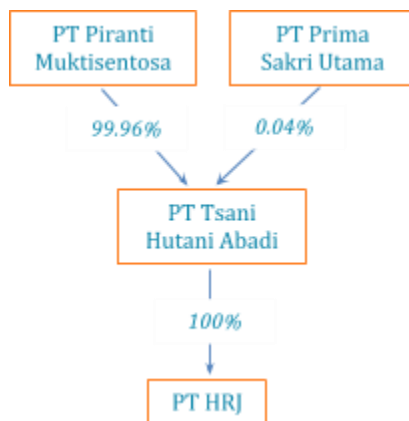 PT Piranti
Muktisentosa
PT Prima
Sakri Utama
99.96%
0.04%
PT Tsani
Hutani Abadi
100%
PT HRJ